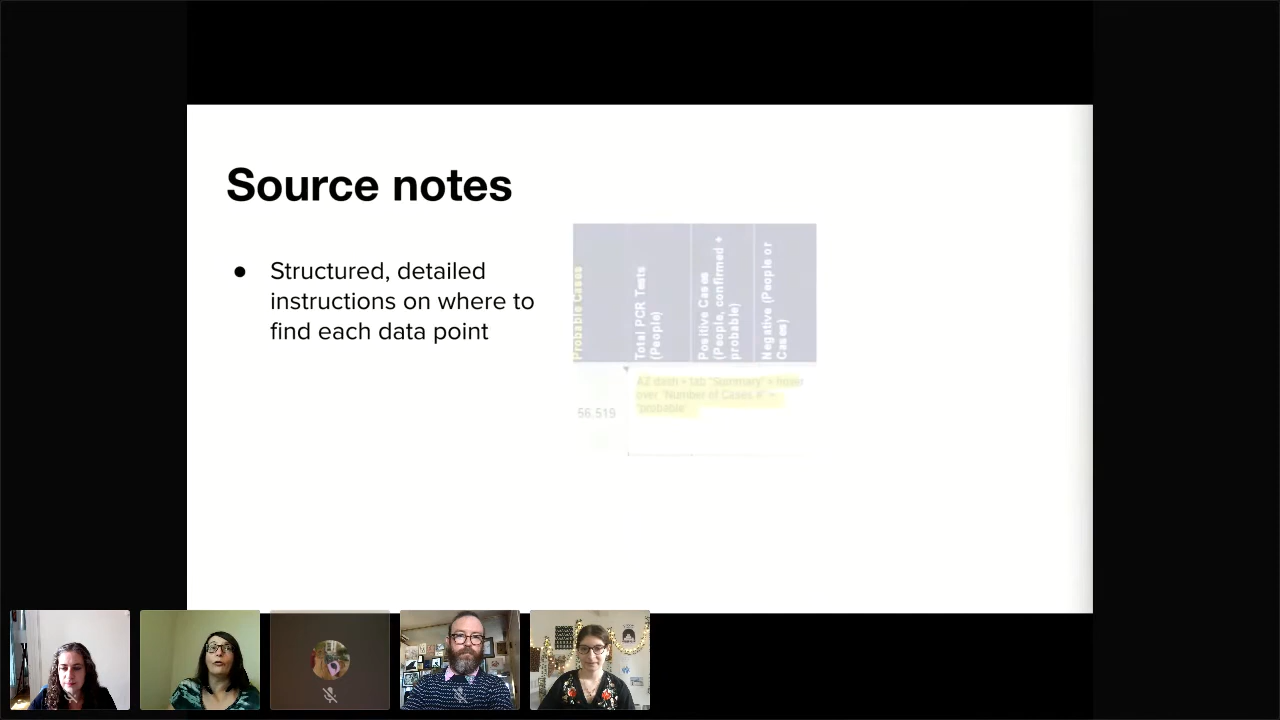 Source notes
● Structured, detailed
instructions on where to
find each data point
Probable Cases
Total PCR Tests
(People)
Positive Cases
(People, confirmed +
probable)
Negative (People or
Cases)
56,519
AZ dash + tab "Summary" + hover
over "Number of Cases #" -
"probable"